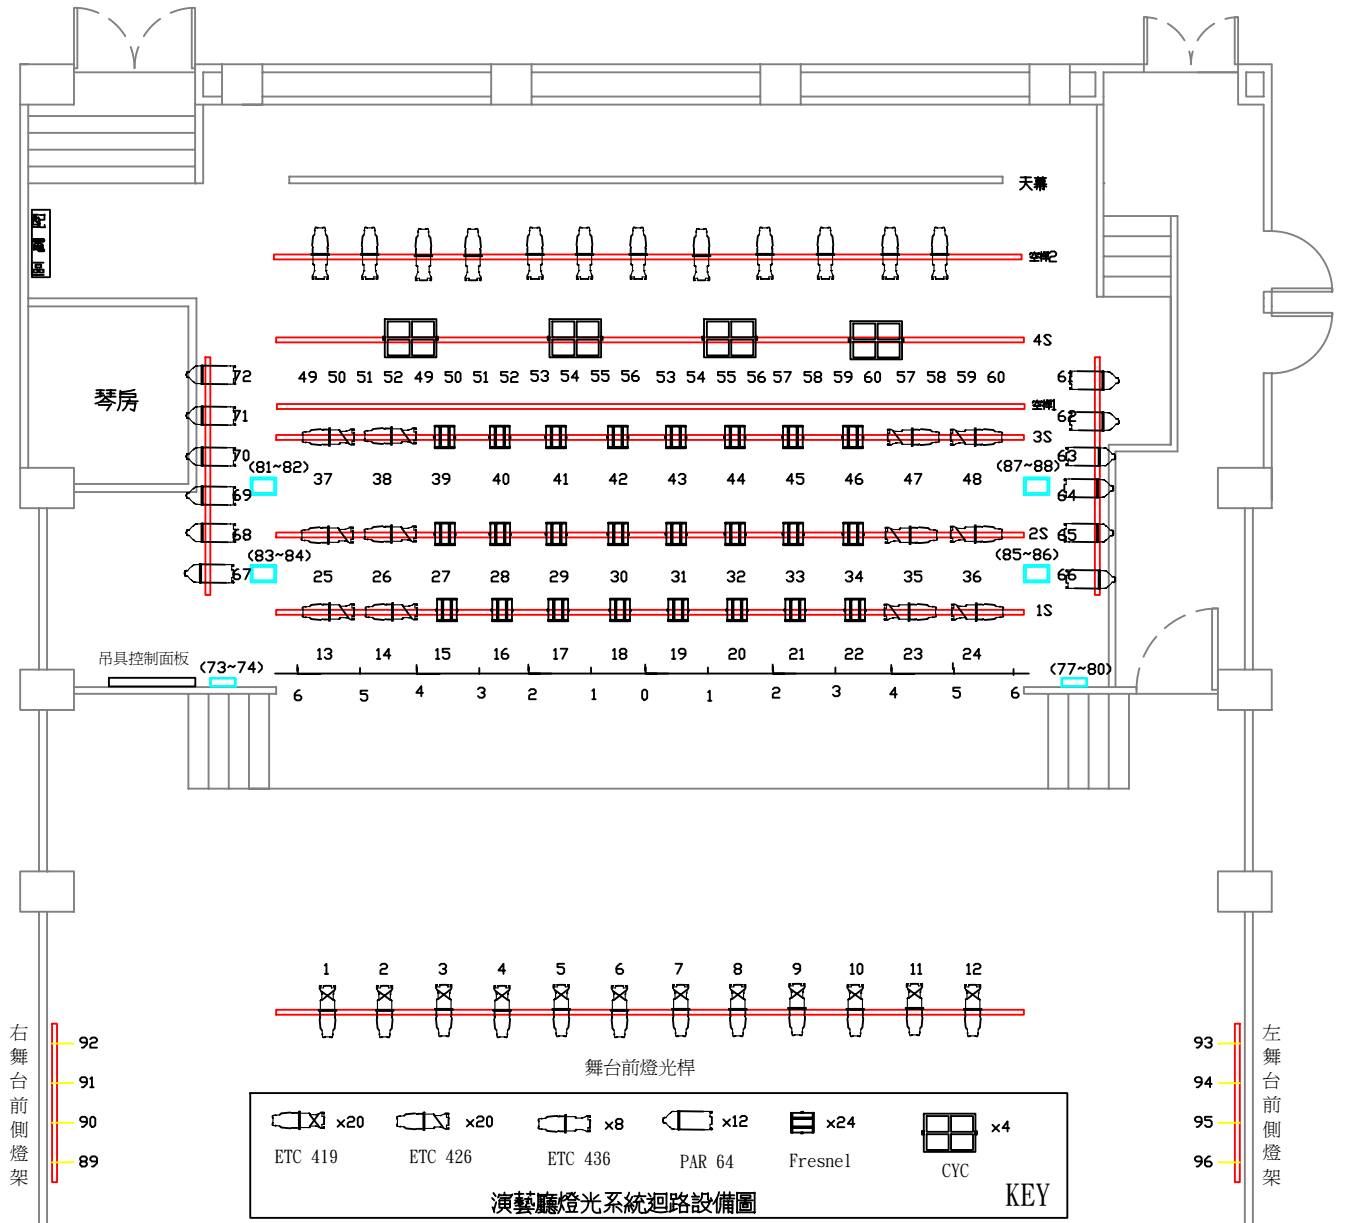 天幕
配電區
空桿2
4S
72 49 50 51 52 49 50 51 52 53 54 55 56 53 54 55 56 57 58 59 60 57 58 59 60 61
琴房
空桿1
71 62
3S
70 (81~82) 37 38 39 40 41 42 43 44 45 46 47 48 (87~88) 63
69 64
68 2S 65
(83~84) (85~86)
67 25 26 27 28 29 30 31 32 33 34 35 36 66
1S
吊具控制面板 (73~74) 13 14 15 16 17 18 19 20 21 22 23 24 (77~80)
6 5 4 3 2 1 0 1 2 3 4 5 6
1 2 3 4 5 6 7 8 9 10 11 12
右舞台前側燈架
92
91
90
89
左舞台前側燈架
93
94
95
96
舞台前燈光桿
x20 x20 x8 x12 x24 x4
ETC 419 ETC 426 ETC 436 PAR 64 Fresnel CYC
演藝廳燈光系統迴路設備圖
KEY